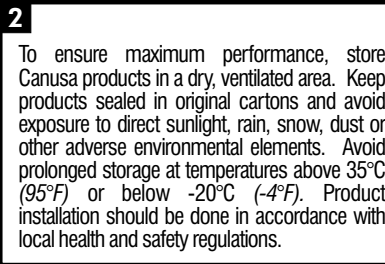 2
To ensure maximum performance, store
Canusa products in a dry, ventilated area. Keep
products sealed in original cartons and avoid
exposure to direct sunlight, rain, snow, dust or
other adverse environmental elements. Avoid
prolonged storage at temperatures above 35°C
(95°F) or below -20°C (-4°F). Product
installation should be done in accordance with
local health and safety regulations.